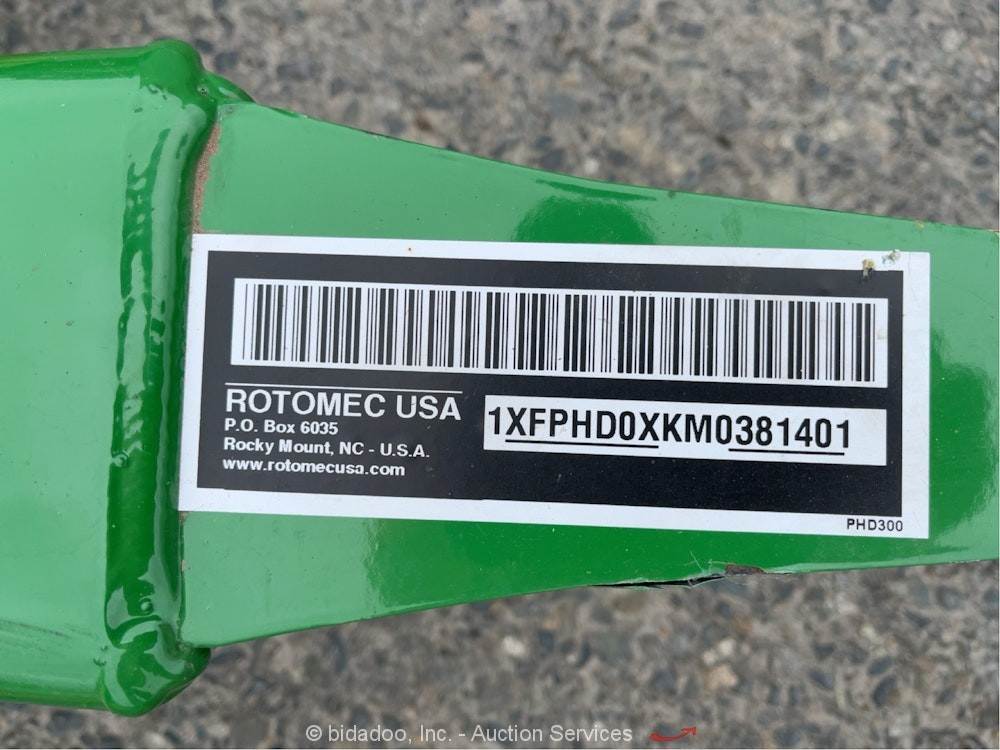 ROTOMEC USA
P.O. Box 6035
Rocky Mount, NC - U.S.A.
www.rotomecusa.com
1XFPHD0XKM0381401
PHD300
© bidadoo, Inc. - Auction Services